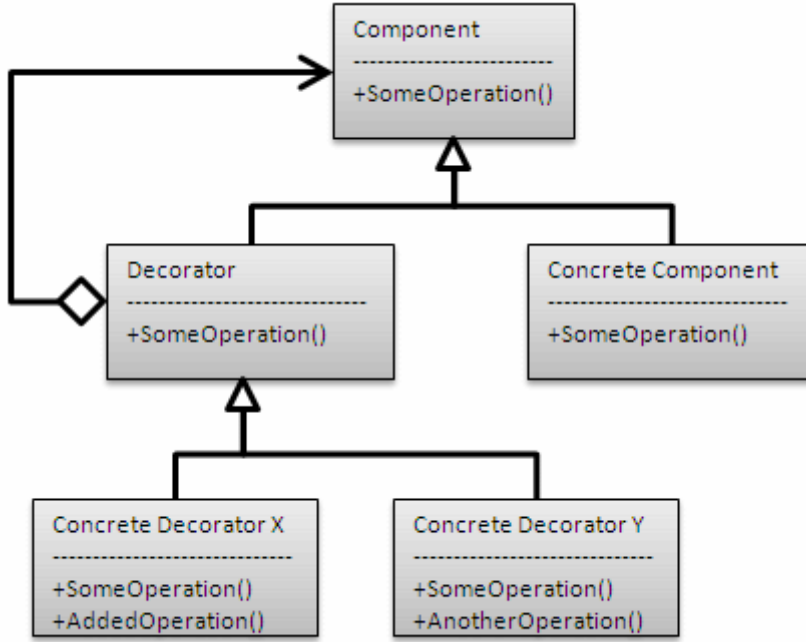 Component
---------------------------
+SomeOperation()
Decorator
---------------------------------
+SomeOperation()
Concrete Component
---------------------------------
+SomeOperation()
Concrete Decorator X
---------------------------------
+SomeOperation()
+AddedOperation()
Concrete Decorator Y
---------------------------------
+SomeOperation()
+AnotherOperation()